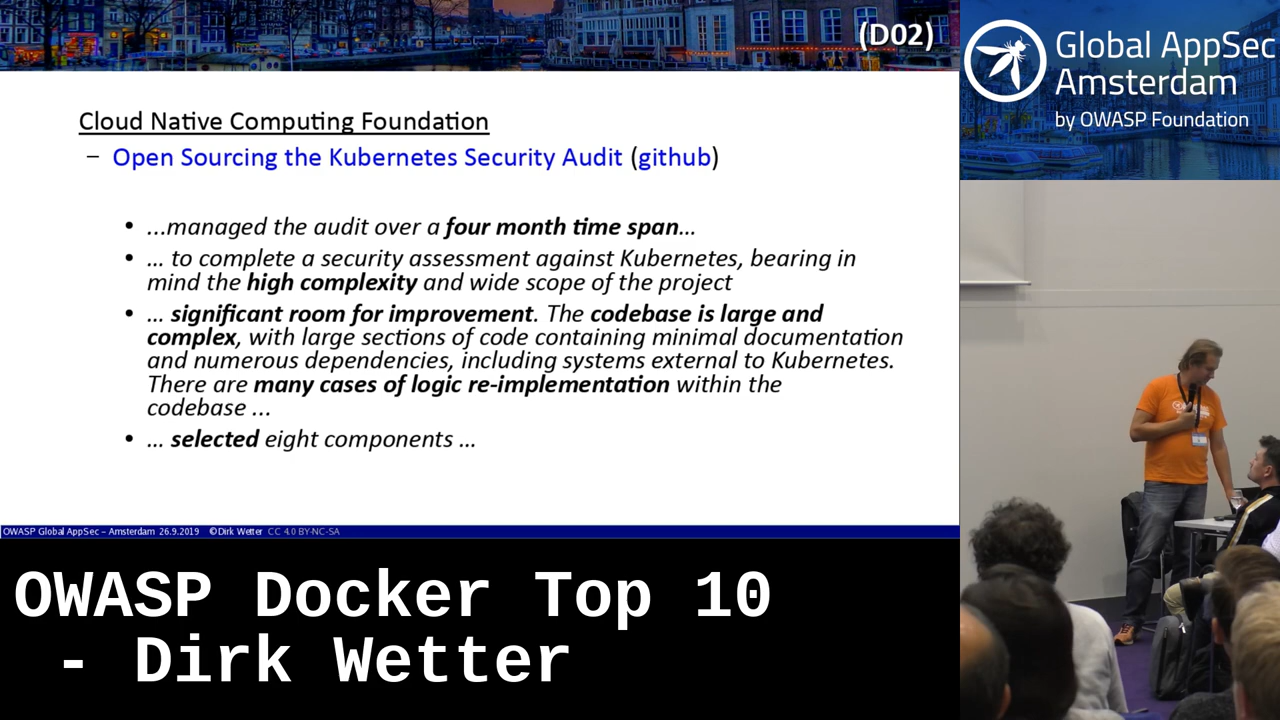 (D02)
Cloud Native Computing Foundation
– Open Sourcing the Kubernetes Security Audit (github)
• ...managed the audit over a four month time span...
• ... to complete a security assessment against Kubernetes, bearing in
mind the high complexity and wide scope of the project
• ... significant room for improvement. The codebase is large and
complex, with large sections of code containing minimal documentation
and numerous dependencies, including systems external to Kubernetes.
There are many cases of logic re-implementation within the
codebase ...
• ... selected eight components ...
OWASP Global AppSec – Amsterdam 26.9.2019 ©Dirk Wetter CC 4.0 BY-NC-SA
OWASP Docker Top 10
- Dirk Wetter
Global AppSec
Amsterdam
by OWASP Foundation